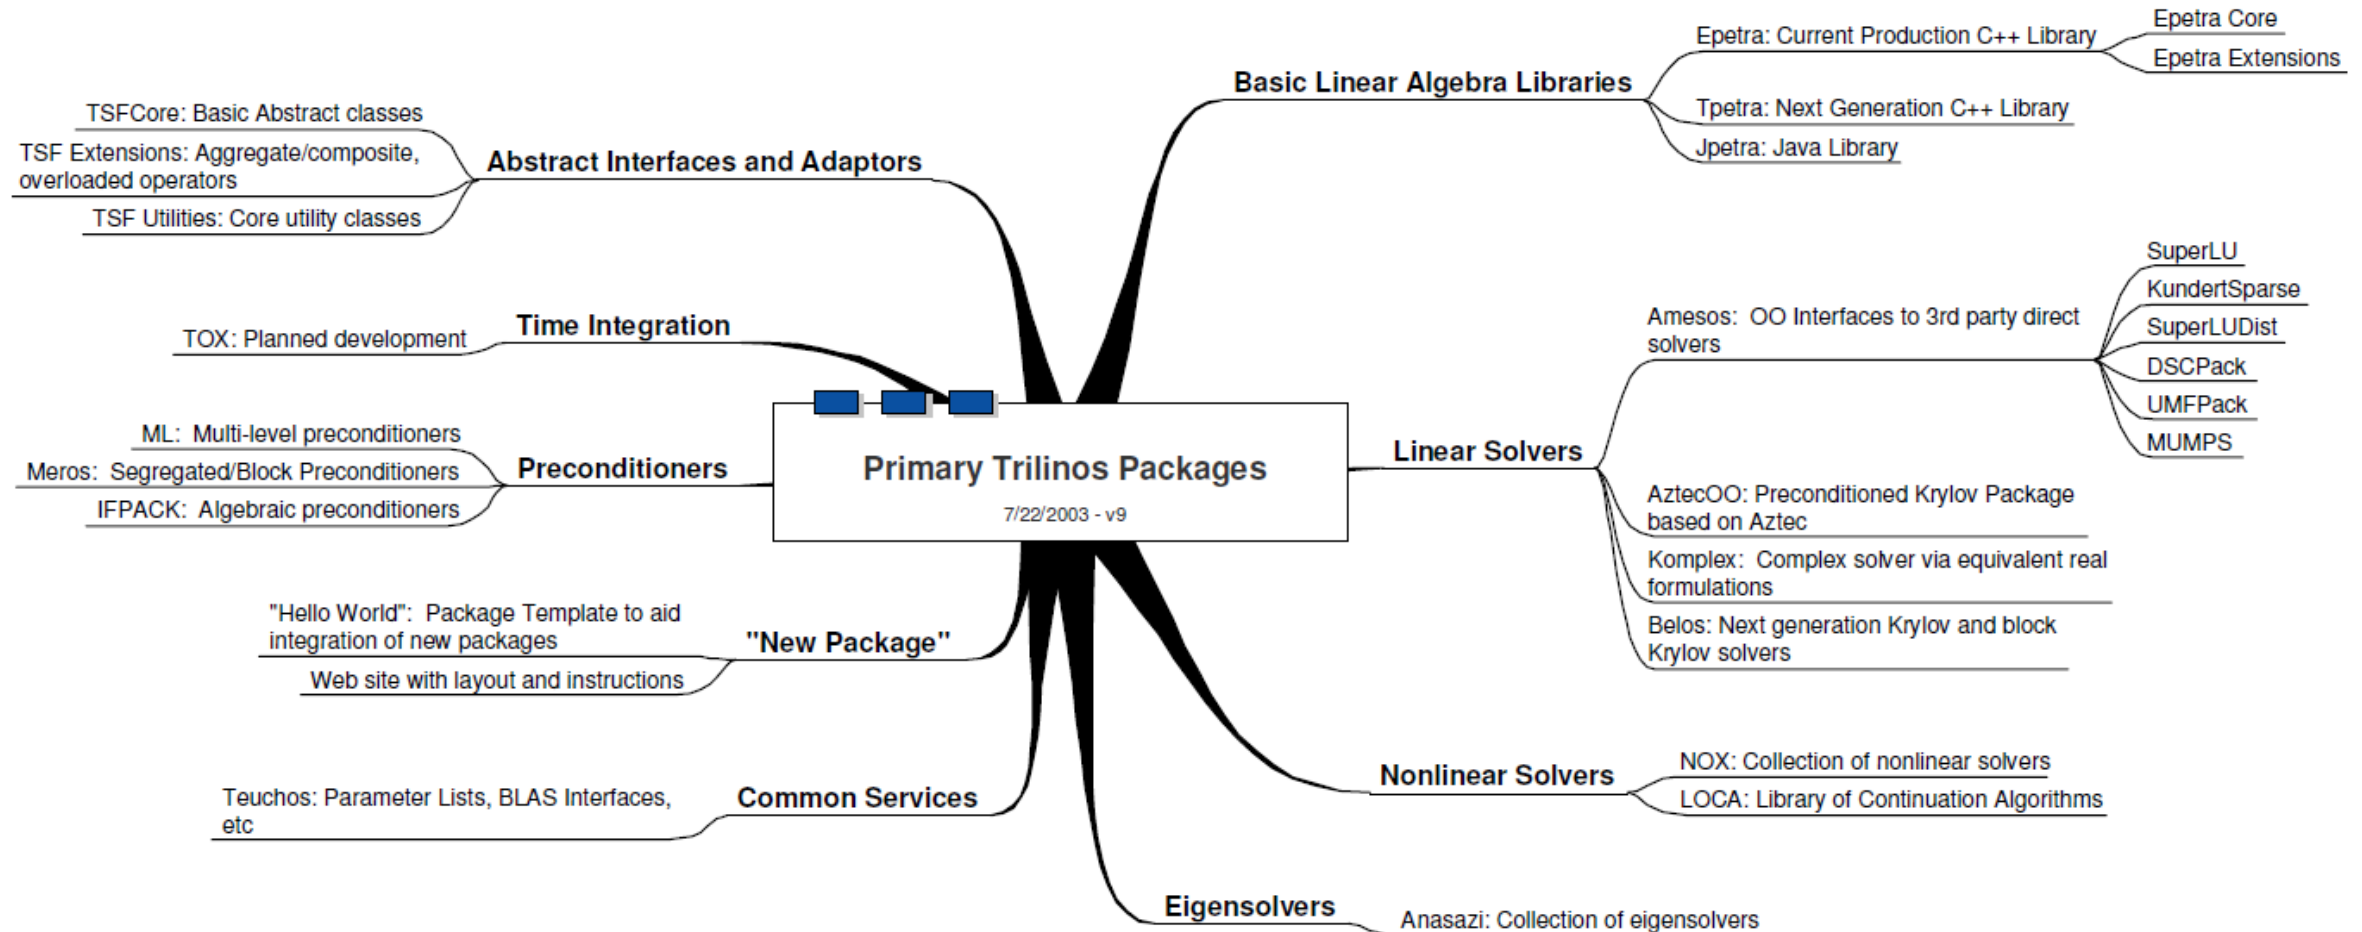 Primary Trilinos Packages
7/22/2003 - v9
Basic Linear Algebra Libraries
Epetra: Current Production C++ Library
Epetra Core
Epetra Extensions
Tpetra: Next Generation C++ Library
Jpetra: Java Library
Linear Solvers
Amesos:  OO Interfaces to 3rd party direct
solvers
SuperLU
KundertSparse
SuperLUDist
DSCPack
UMFPack
MUMPS
AztecOO: Preconditioned Krylov Package
based on Aztec
Komplex:  Complex solver via equivalent real
formulations
Belos: Next generation Krylov and block
Krylov solvers
Nonlinear Solvers
NOX: Collection of nonlinear solvers
LOCA: Library of Continuation Algorithms
Eigensolvers
Anasazi: Collection of eigensolvers
Abstract Interfaces and Adaptors
TSFCore: Basic Abstract classes
TSF Extensions: Aggregate/composite,
overloaded operators
TSF Utilities: Core utility classes
Time Integration
TOX: Planned development
Preconditioners
ML:  Multi-level preconditioners
Meros:  Segregated/Block Preconditioners
IFPACK:  Algebraic preconditioners
"New Package"
"Hello World":  Package Template to aid
integration of new packages
Web site with layout and instructions
Common Services
Teuchos: Parameter Lists, BLAS Interfaces,
etc